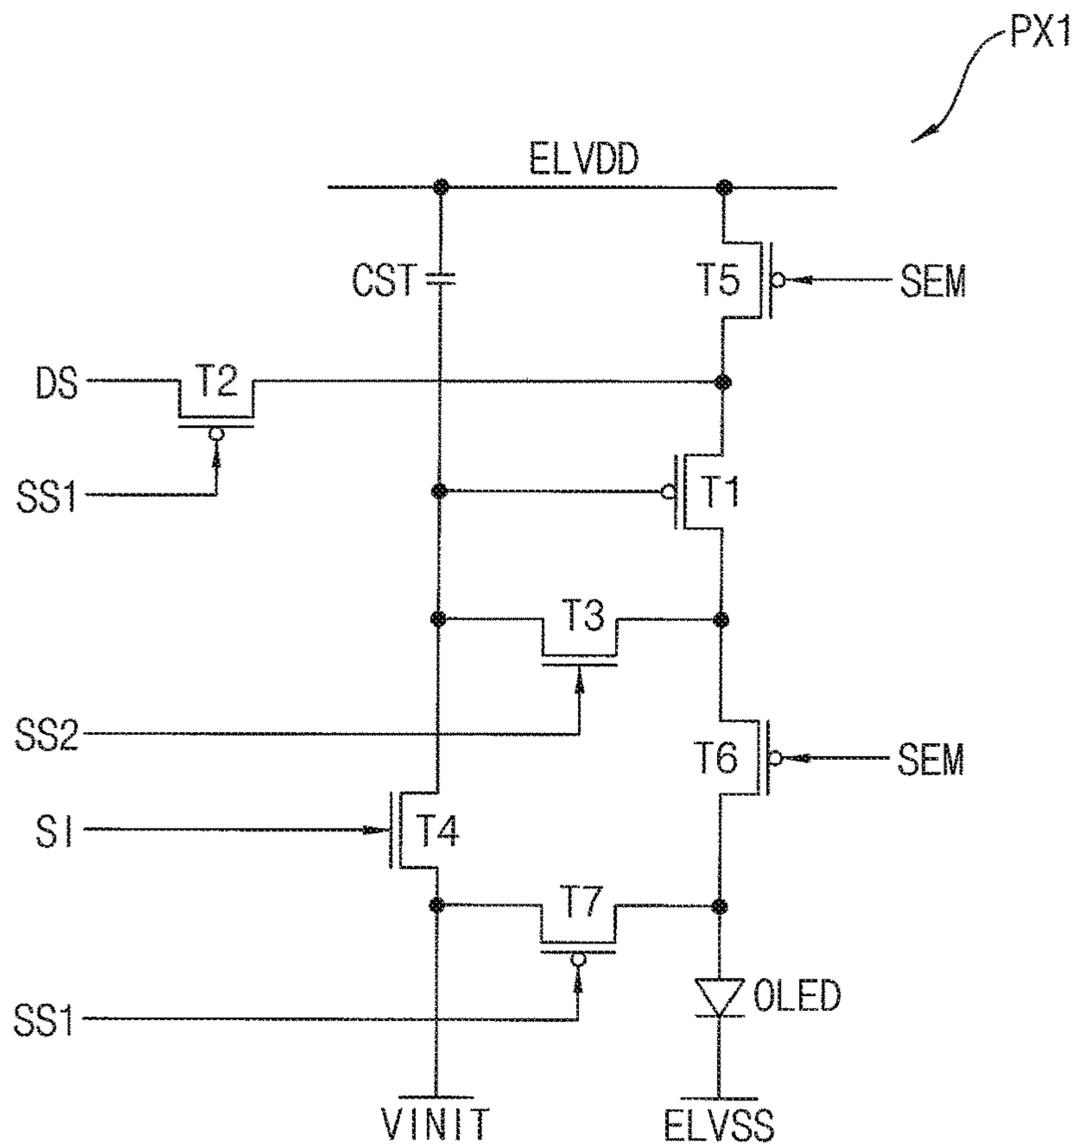 PX1
ELVDD
CST
T5
SEM
DS
T2
SS1
T1
T3
SS2
T6
SEM
SI
T4
T7
SS1
OLED
VINIT
ELVSS